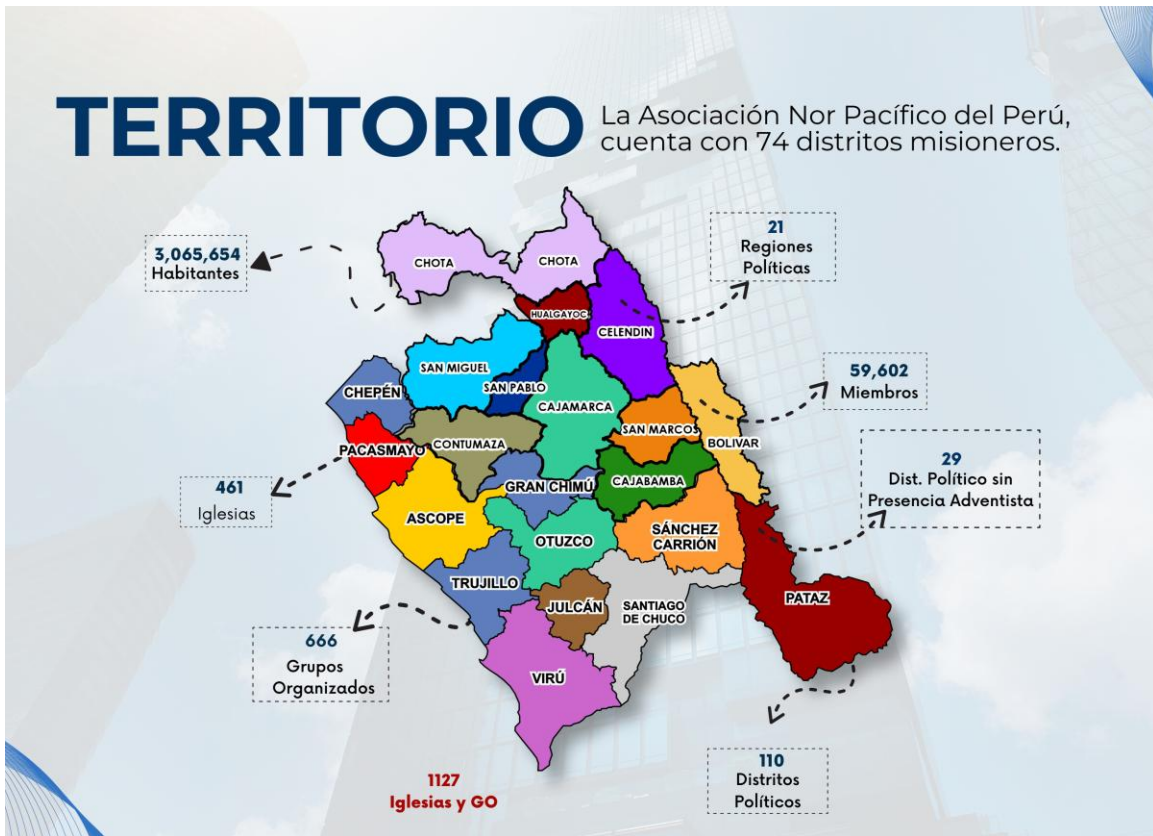 TERRITORIO
La Asociación Nor Pacífico del Perú,
cuenta con 74 distritos misioneros.
3,065,654
Habitantes
21
Regiones
Políticas
CHOTA
CHOTA
HUALGAYOC
CELENDIN
SAN MIGUEL
SAN PABLO
CHEPÉN
CAJAMARCA
59,602
Miembros
PACASMAYO
CONTUMAZA
SAN MARCOS
BOLIVAR
461
Iglesias
GRAN CHIMÚ
CAJABAMBA
29
Dist. Político sin
Presencia Adventista
ASCOPE
OTUZCO
SÁNCHEZ
CARRIÓN
TRUJILLO
JULCÁN
SANTIAGO
DE CHUCO
PATAZ
666
Grupos
Organizados
VIRÚ
1127
Iglesias y GO
110
Distritos
Políticos